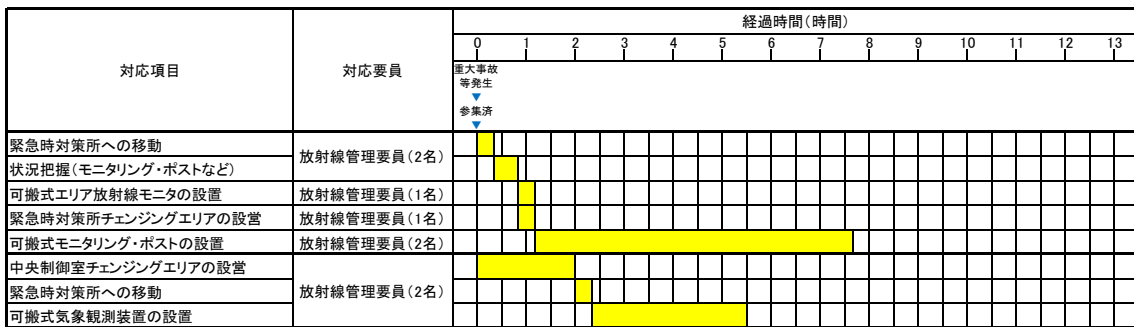 対応項目
対応要員
経過時間(時間)
0 1 2 3 4 5 6 7 8 9 10 11 12 13
重大事故
等発生
▼
参集済
▼
緊急時対策所への移動
放射線管理要員(2名)
状況把握(モニタリング・ポストなど)
可搬式エリア放射線モニタの設置
放射線管理要員(1名)
緊急時対策所チェンジングエリアの設営
放射線管理要員(1名)
可搬式モニタリング・ポストの設置
放射線管理要員(2名)
中央制御室チェンジングエリアの設営
緊急時対策所への移動
放射線管理要員(2名)
可搬式気象観測装置の設置